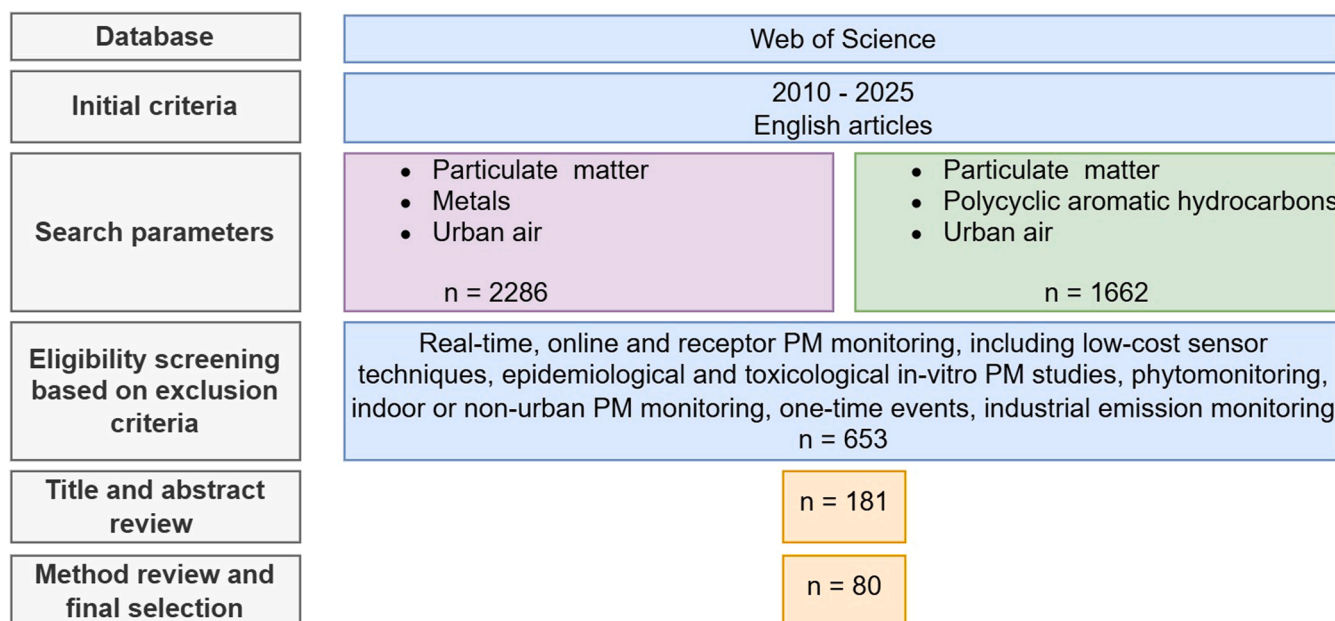 Database
Web of Science
Initial criteria
2010 - 2025
English articles
Search parameters
• Particulate matter
• Metals
• Urban air
n = 2286
• Particulate matter
• Polycyclic aromatic hydrocarbons
• Urban air
n = 1662
Eligibility screening
based on exclusion
criteria
Real-time, online and receptor PM monitoring, including low-cost sensor
techniques, epidemiological and toxicological in-vitro PM studies, phytomonitoring,
indoor or non-urban PM monitoring, one-time events, industrial emission monitoring
n = 653
Title and abstract
review
n = 181
Method review and
final selection
n = 80